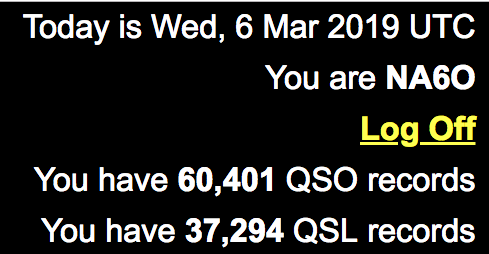 Today is Wed, 6 Mar 2019 UTC
You are NA6O
Log Off
You have 60,401 QSO records
You have 37,294 QSL records